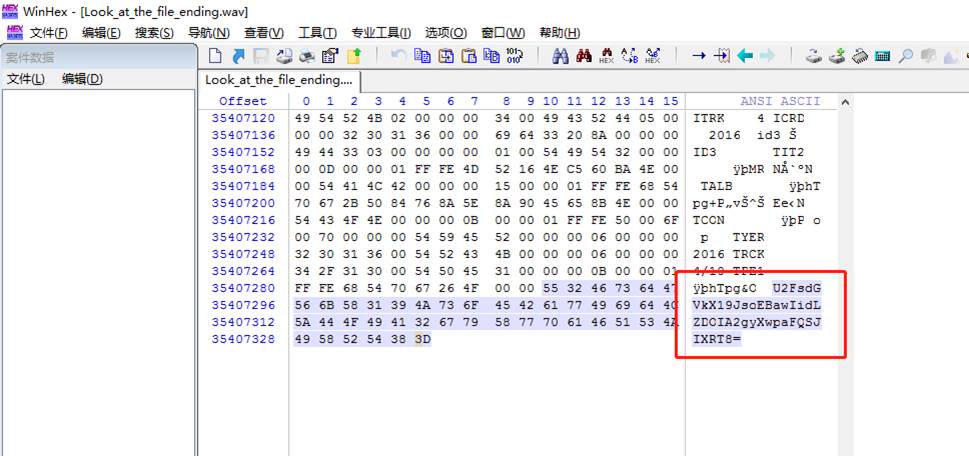 WinHex - [Look_at_the_file_ending.wav]
文件(F) 编辑(E) 搜索(S) 导航(N) 查看(V) 工具(T) 专业工具(I) 选项(O) 窗口(W) 帮助(H)
案件数据
文件(L) 编辑(D)
Look_at_the_file_ending....
Offset 0 1 2 3 4 5 6 7 8 9 10 11 12 13 14 15 ANSI ASCII
35407120 49 54 52 4B 02 00 00 00 34 00 49 43 52 44 05 00 ITRK 4 ICRD
35407136 00 00 32 30 31 36 00 00 69 64 33 20 8A 00 00 00 2016 id3 Š
35407152 49 44 33 03 00 00 00 00 01 00 54 49 54 32 00 00 ID3 TIT2
35407168 00 0D 00 00 01 FF FE 4D 52 16 4E C5 60 BA 4E 00 ÿþMR NÅ`ºN
35407184 00 54 41 4C 42 00 00 00 15 00 00 01 FF FE 68 54 TALB ÿþhT
35407200 70 67 2B 50 84 76 8A 5E 8A 90 45 65 8B 4E 00 00 pg+P„vŠ^Š Ee‹N
35407216 54 43 4F 4E 00 00 00 0B 00 00 01 FF FE 50 00 6F TCON ÿþP o
35407232 00 70 00 00 00 54 59 45 52 00 00 00 06 00 00 00 p TYER
35407248 32 30 31 36 00 54 52 43 4B 00 00 00 06 00 00 00 2016 TRCK
35407264 34 2F 31 30 00 54 50 45 31 00 00 00 0B 00 00 01 4/10 TPE1
35407280 FF FE 68 54 70 67 26 4F 00 00 55 32 46 73 64 47 ÿþhTpg&O U2FsdG
35407296 56 6B 58 31 39 4A 73 6F 45 42 61 77 49 69 64 4C VkX19JsoEBawIidL
35407312 5A 44 4F 49 41 32 67 79 58 77 70 61 46 51 53 4A ZDOIA2gyXwpaFQSJ
35407328 49 58 52 54 38 3D IXRT8=